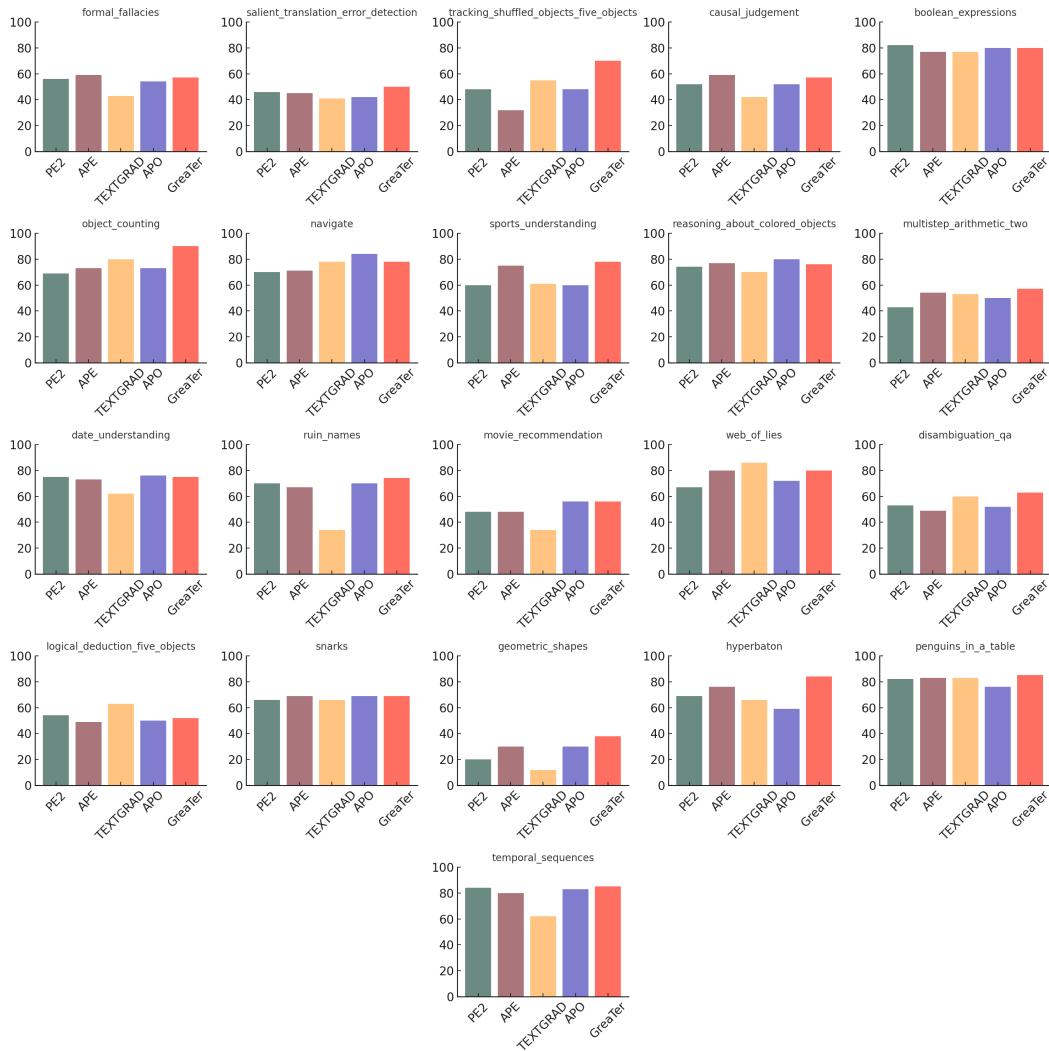 formal_fallacies
100
80
60
40
20
0
PE2
APE
TEXTGRAD
APO
GreaTer
salient_translation_error_detection
100
80
60
40
20
0
PE2
APE
TEXTGRAD
APO
GreaTer
tracking_shuffled_objects_five_objects
100
80
60
40
20
0
PE2
APE
TEXTGRAD
APO
GreaTer
causal_judgement
100
80
60
40
20
0
PE2
APE
TEXTGRAD
APO
GreaTer
boolean_expressions
100
80
60
40
20
0
PE2
APE
TEXTGRAD
APO
GreaTer
object_counting
100
80
60
40
20
0
PE2
APE
TEXTGRAD
APO
GreaTer
navigate
100
80
60
40
20
0
PE2
APE
TEXTGRAD
APO
GreaTer
sports_understanding
100
80
60
40
20
0
PE2
APE
TEXTGRAD
APO
GreaTer
reasoning_about_colored_objects
100
80
60
40
20
0
PE2
APE
TEXTGRAD
APO
GreaTer
multistep_arithmetic_two
100
80
60
40
20
0
PE2
APE
TEXTGRAD
APO
GreaTer
date_understanding
100
80
60
40
20
0
PE2
APE
TEXTGRAD
APO
GreaTer
ruin_names
100
80
60
40
20
0
PE2
APE
TEXTGRAD
APO
GreaTer
movie_recommendation
100
80
60
40
20
0
PE2
APE
TEXTGRAD
APO
GreaTer
web_of_lies
100
80
60
40
20
0
PE2
APE
TEXTGRAD
APO
GreaTer
disambiguation_qa
100
80
60
40
20
0
PE2
APE
TEXTGRAD
APO
GreaTer
logical_deduction_five_objects
100
80
60
40
20
0
PE2
APE
TEXTGRAD
APO
GreaTer
snarks
100
80
60
40
20
0
PE2
APE
TEXTGRAD
APO
GreaTer
geometric_shapes
100
80
60
40
20
0
PE2
APE
TEXTGRAD
APO
GreaTer
hyperbaton
100
80
60
40
20
0
PE2
APE
TEXTGRAD
APO
GreaTer
penguins_in_a_table
100
80
60
40
20
0
PE2
APE
TEXTGRAD
APO
GreaTer
temporal_sequences
100
80
60
40
20
0
PE2
APE
TEXTGRAD
APO
GreaTer